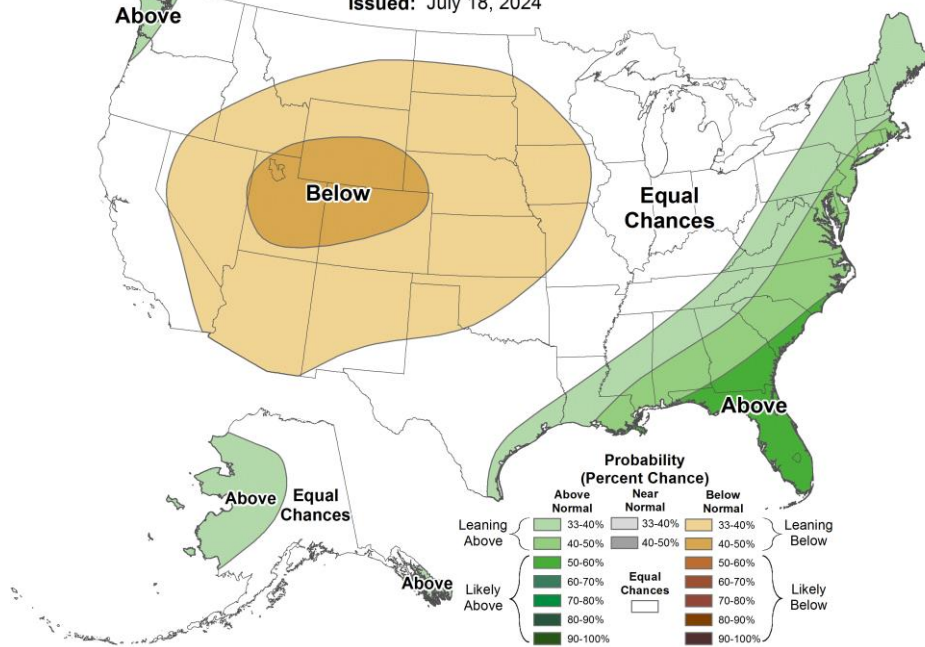 Issued: July 18, 2024
Above
Below
Equal
Chances
Above
Above
Equal
Chances
Above
Probability
(Percent Chance)
Above
Normal
Near
Normal
Below
Normal
Leaning
Above
33-40%
33-40%
33-40%
Leaning
Below
40-50%
40-50%
40-50%
Likely
Above
50-60%
60-70%
70-80%
80-90%
90-100%
Equal
Chances
50-60%
60-70%
70-80%
80-90%
90-100%
Likely
Below